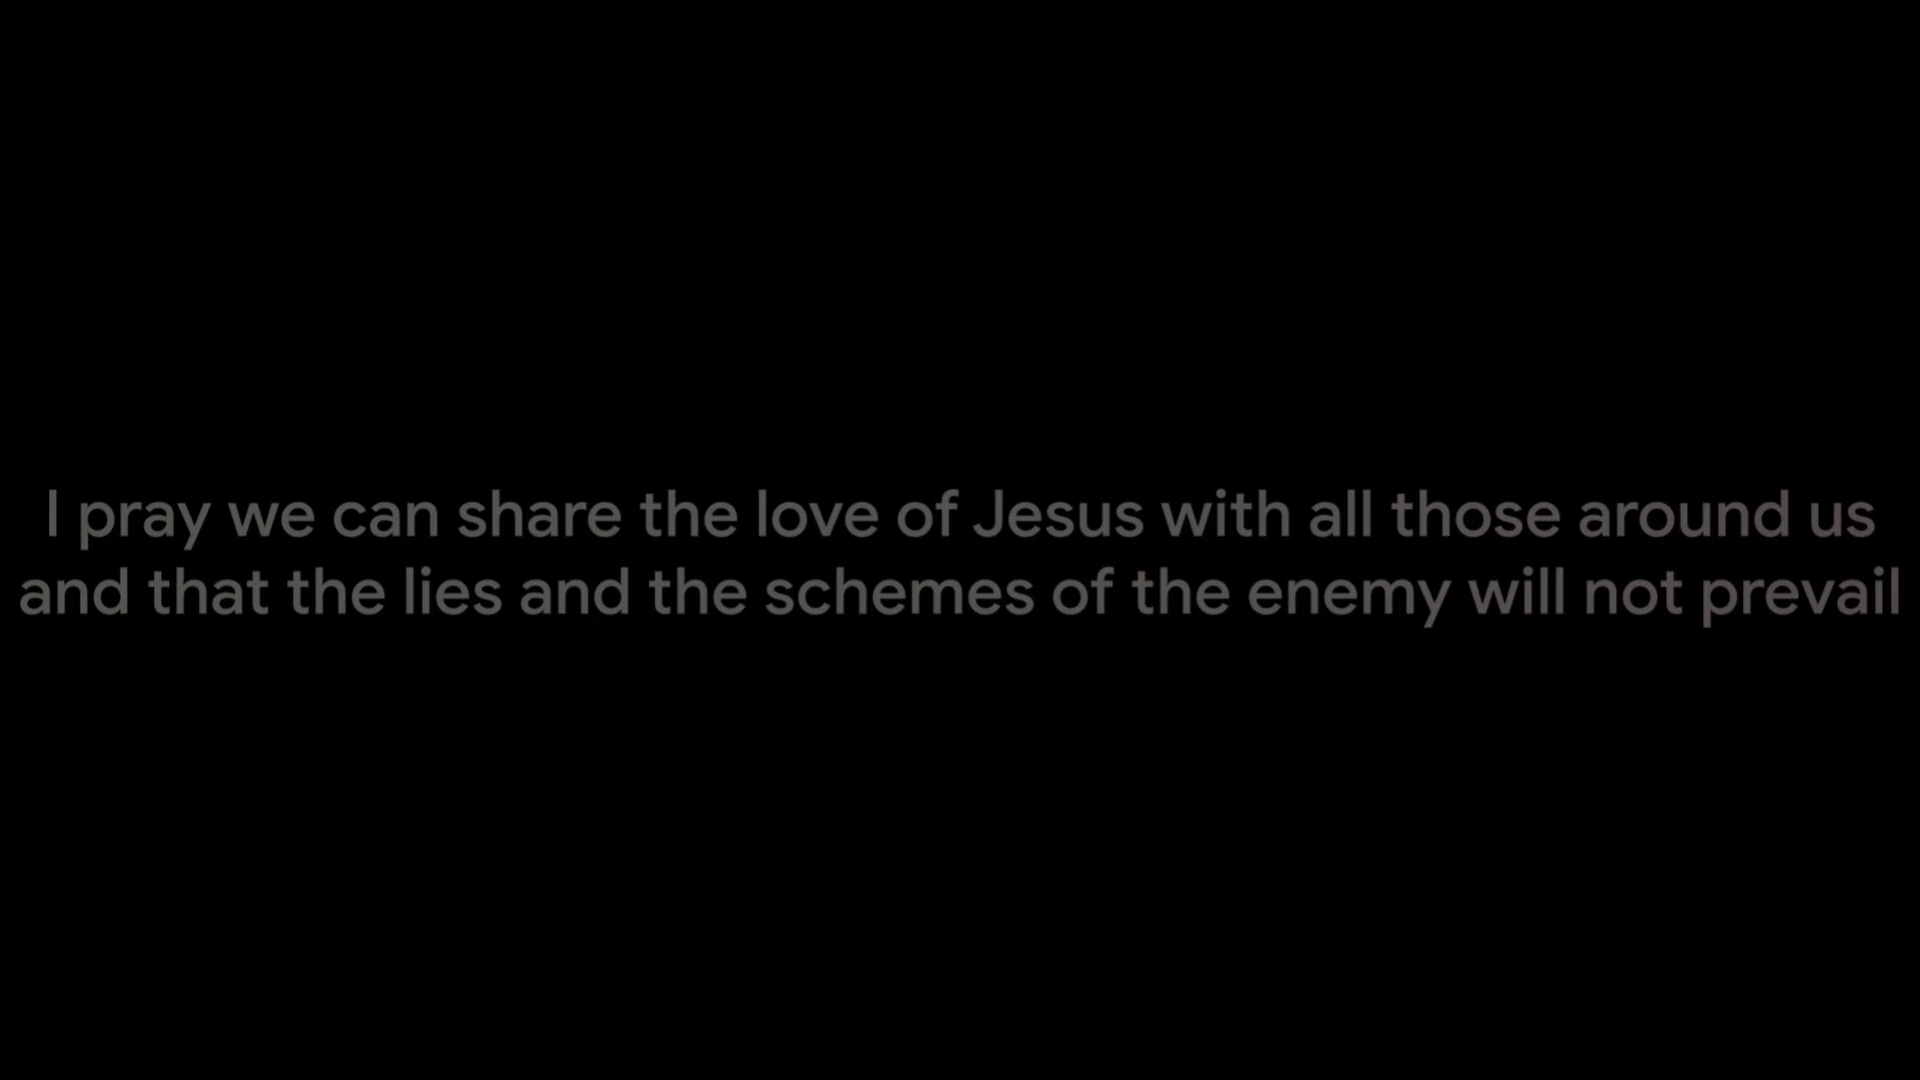 I pray we can share the love of Jesus with all those around us
and that the lies and the schemes of the enemy will not prevail